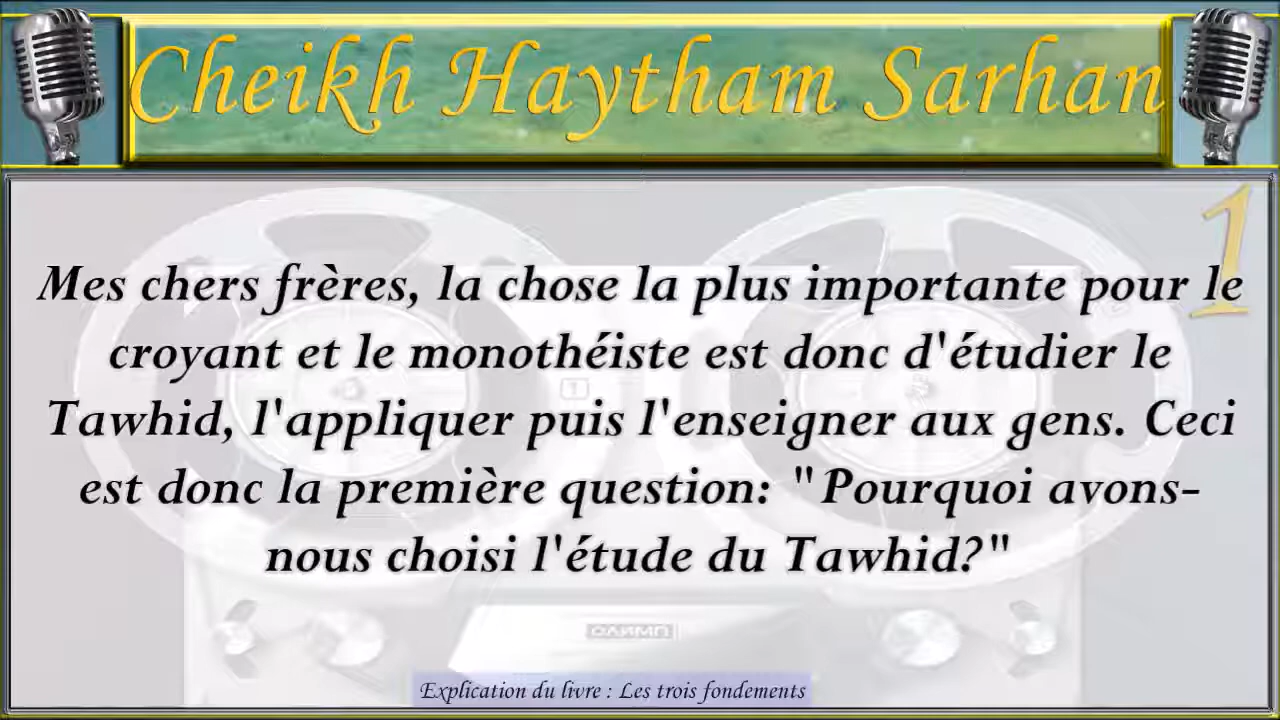 Cheikh Haytham Sarhan
1
Mes chers frères, la chose la plus importante pour le
croyant et le monothéiste est donc d'étudier le
Tawhid, l'appliquer puis l'enseigner aux gens. Ceci
est donc la première question: "Pourquoi avons-
nous choisi l'étude du Tawhid?"
ОЛИМП
Explication du livre : Les trois fondements